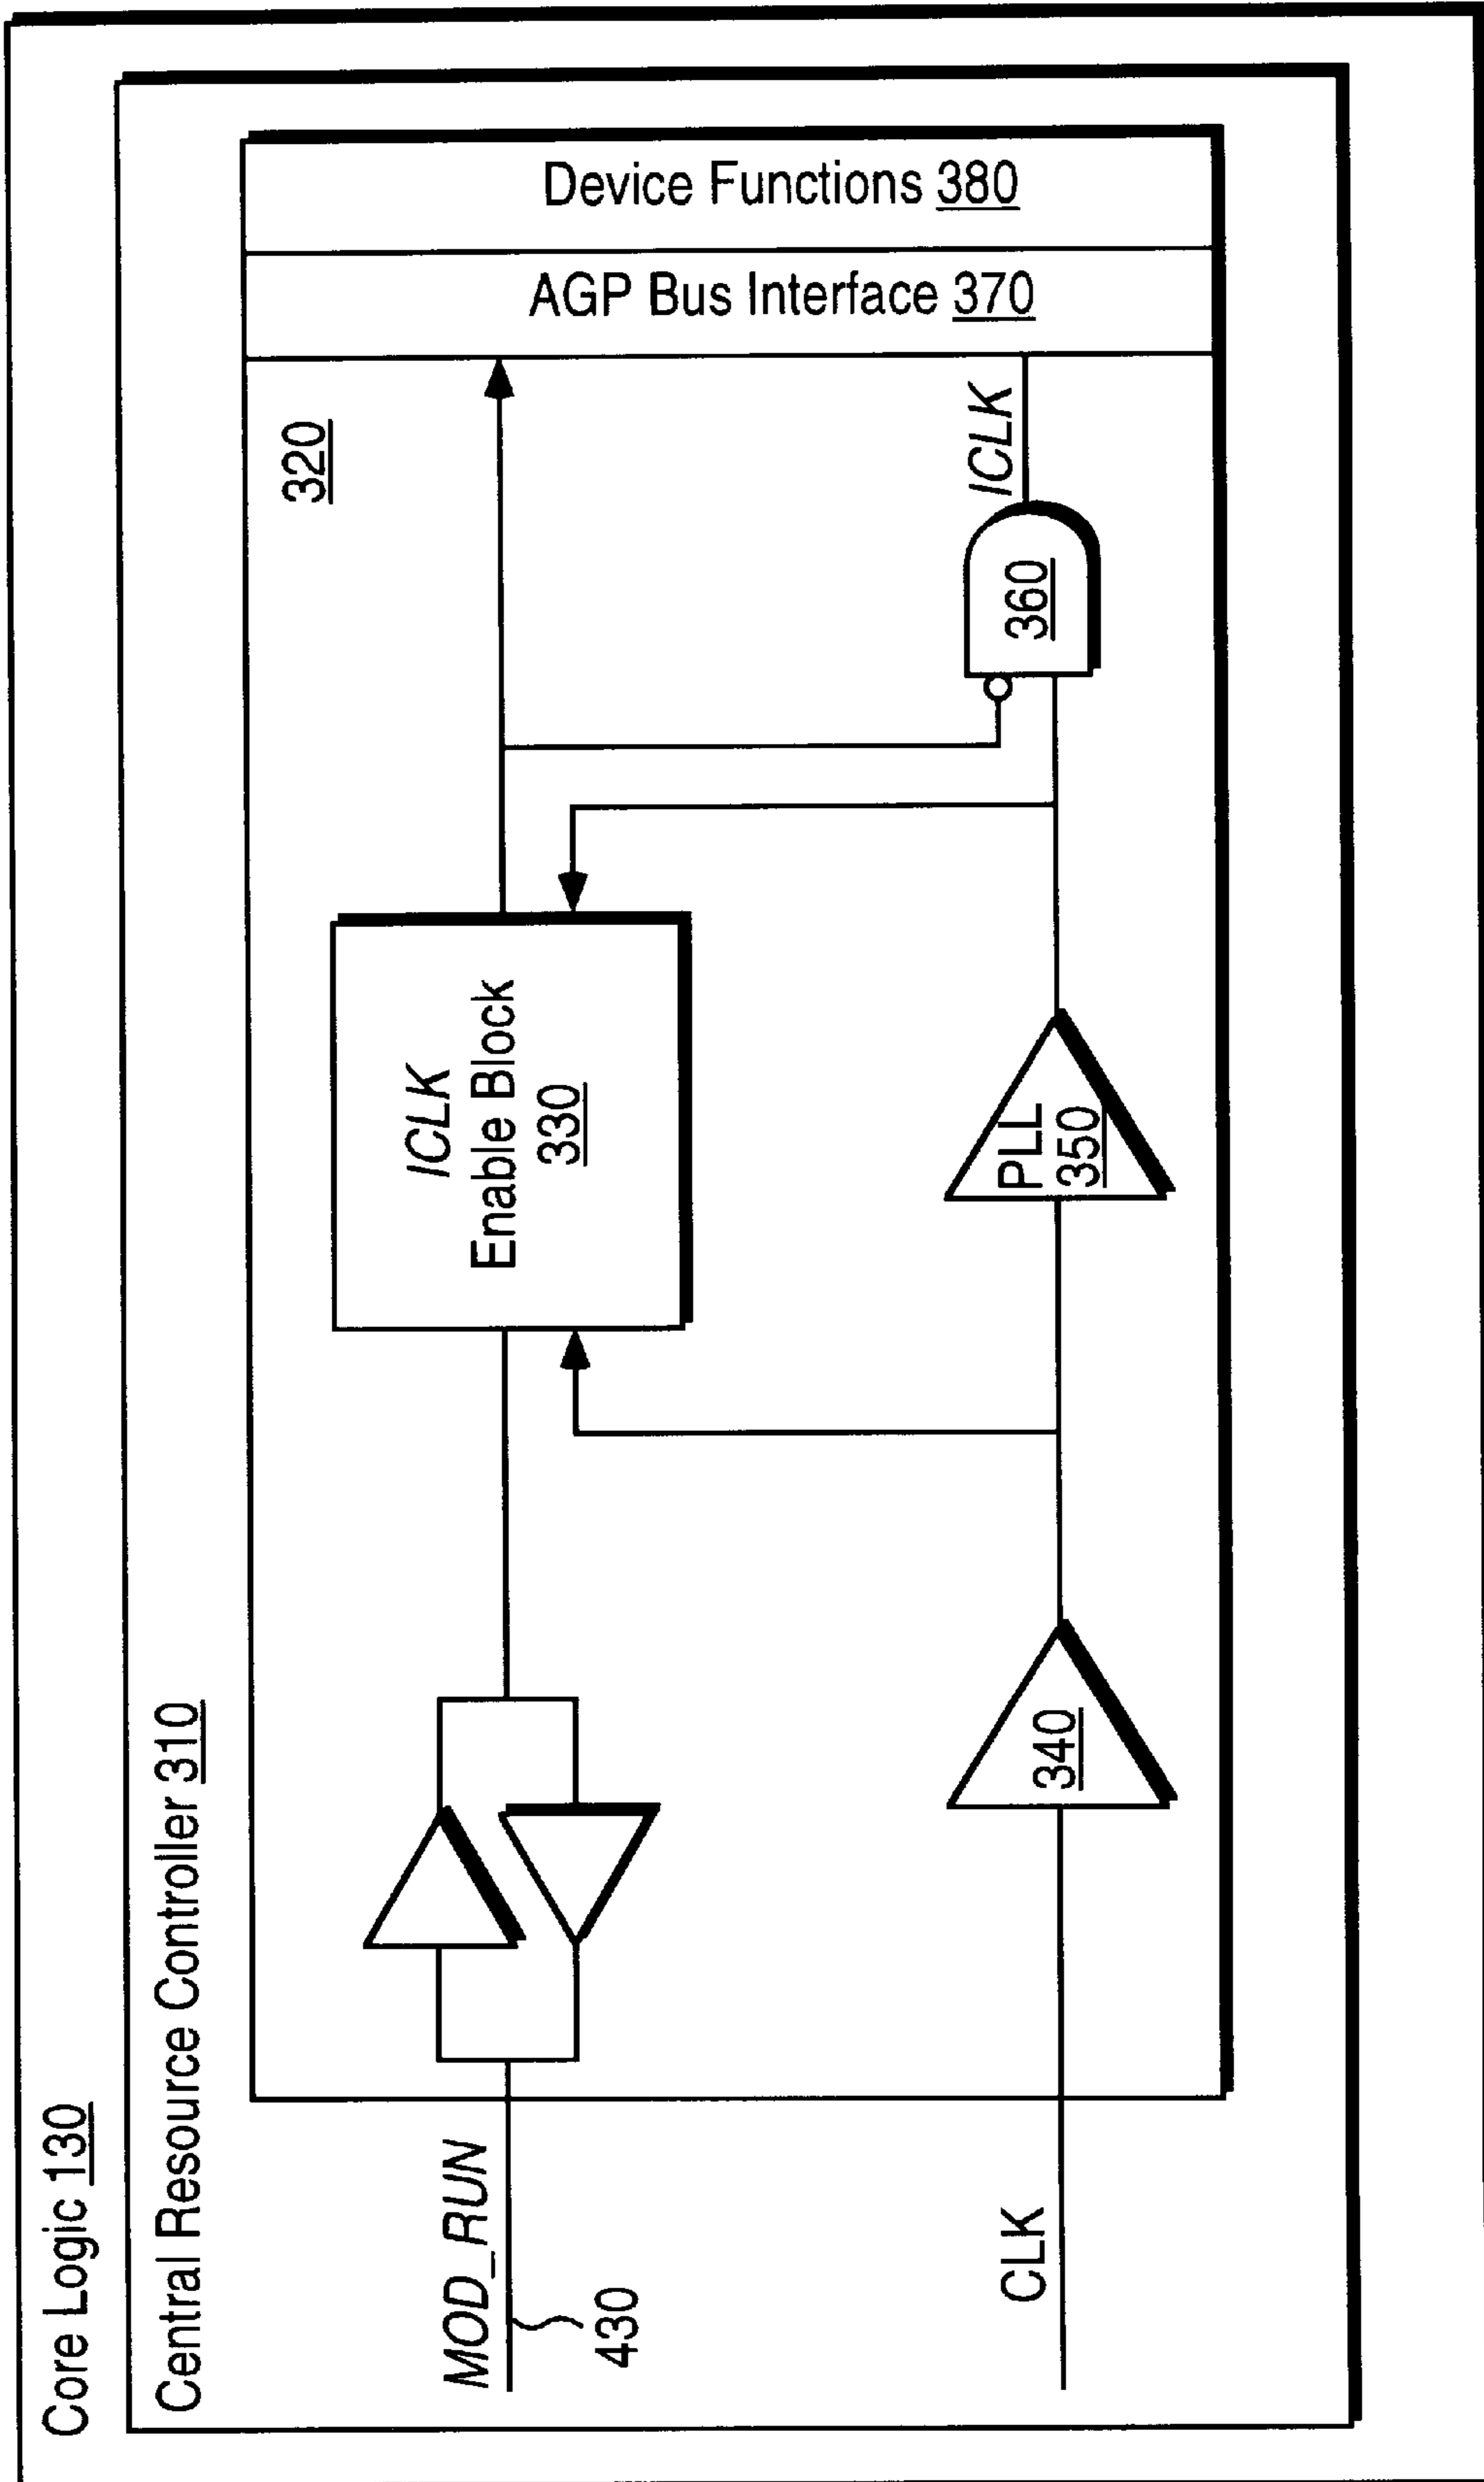 Core Logic 130
Central Resource Controller 310
MOD_RUN
430
CLK
340
ICLK
Enable Block
330
PLL
350
320
360
ICLK
AGP Bus Interface 370
Device Functions 380